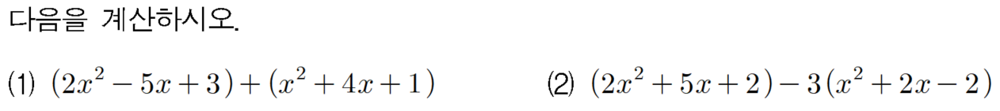 다음을 계산하시오.
(1) (2x² − 5x + 3) + (x² + 4x + 1) (2) (2x² + 5x + 2) − 3(x² + 2x − 2)